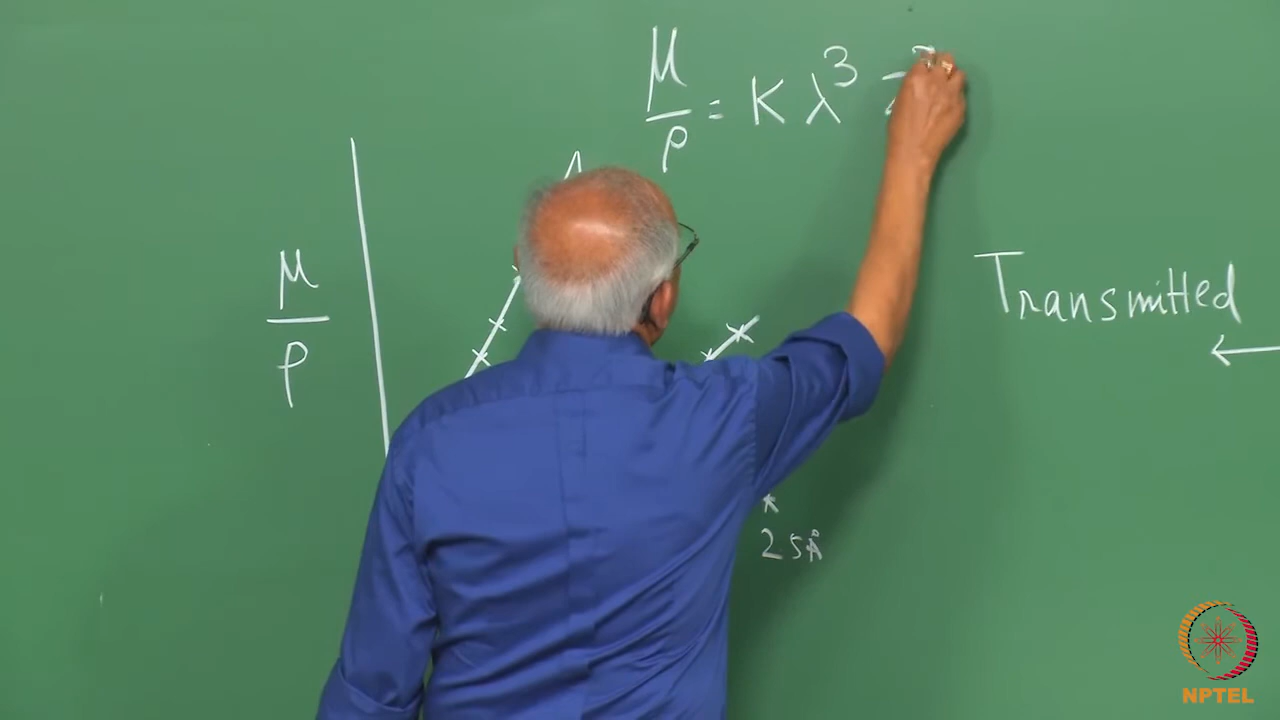 μ/ρ = K λ³
μ/ρ
Transmitted
←
2 5Å
NPTEL